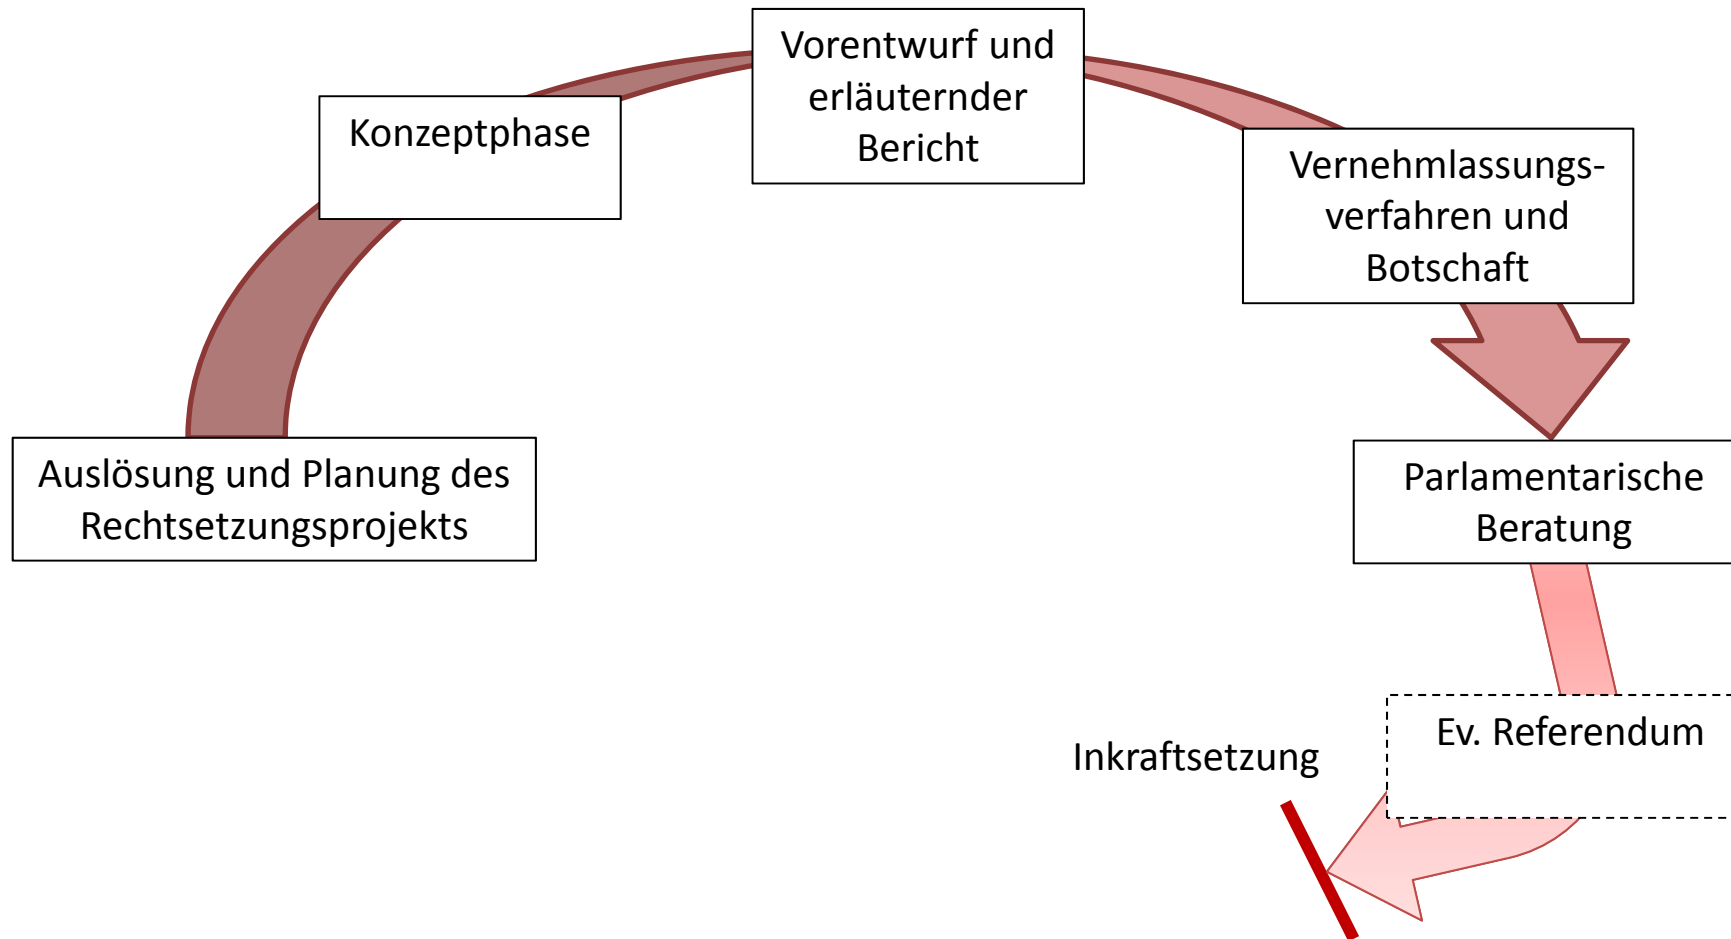 Auslösung und Planung des
Rechtsetzungsprojekts
Konzeptphase
Vorentwurf und
erläuternder
Bericht
Vernehmlassungs-
verfahren und
Botschaft
Parlamentarische
Beratung
Ev. Referendum
Inkraftsetzung